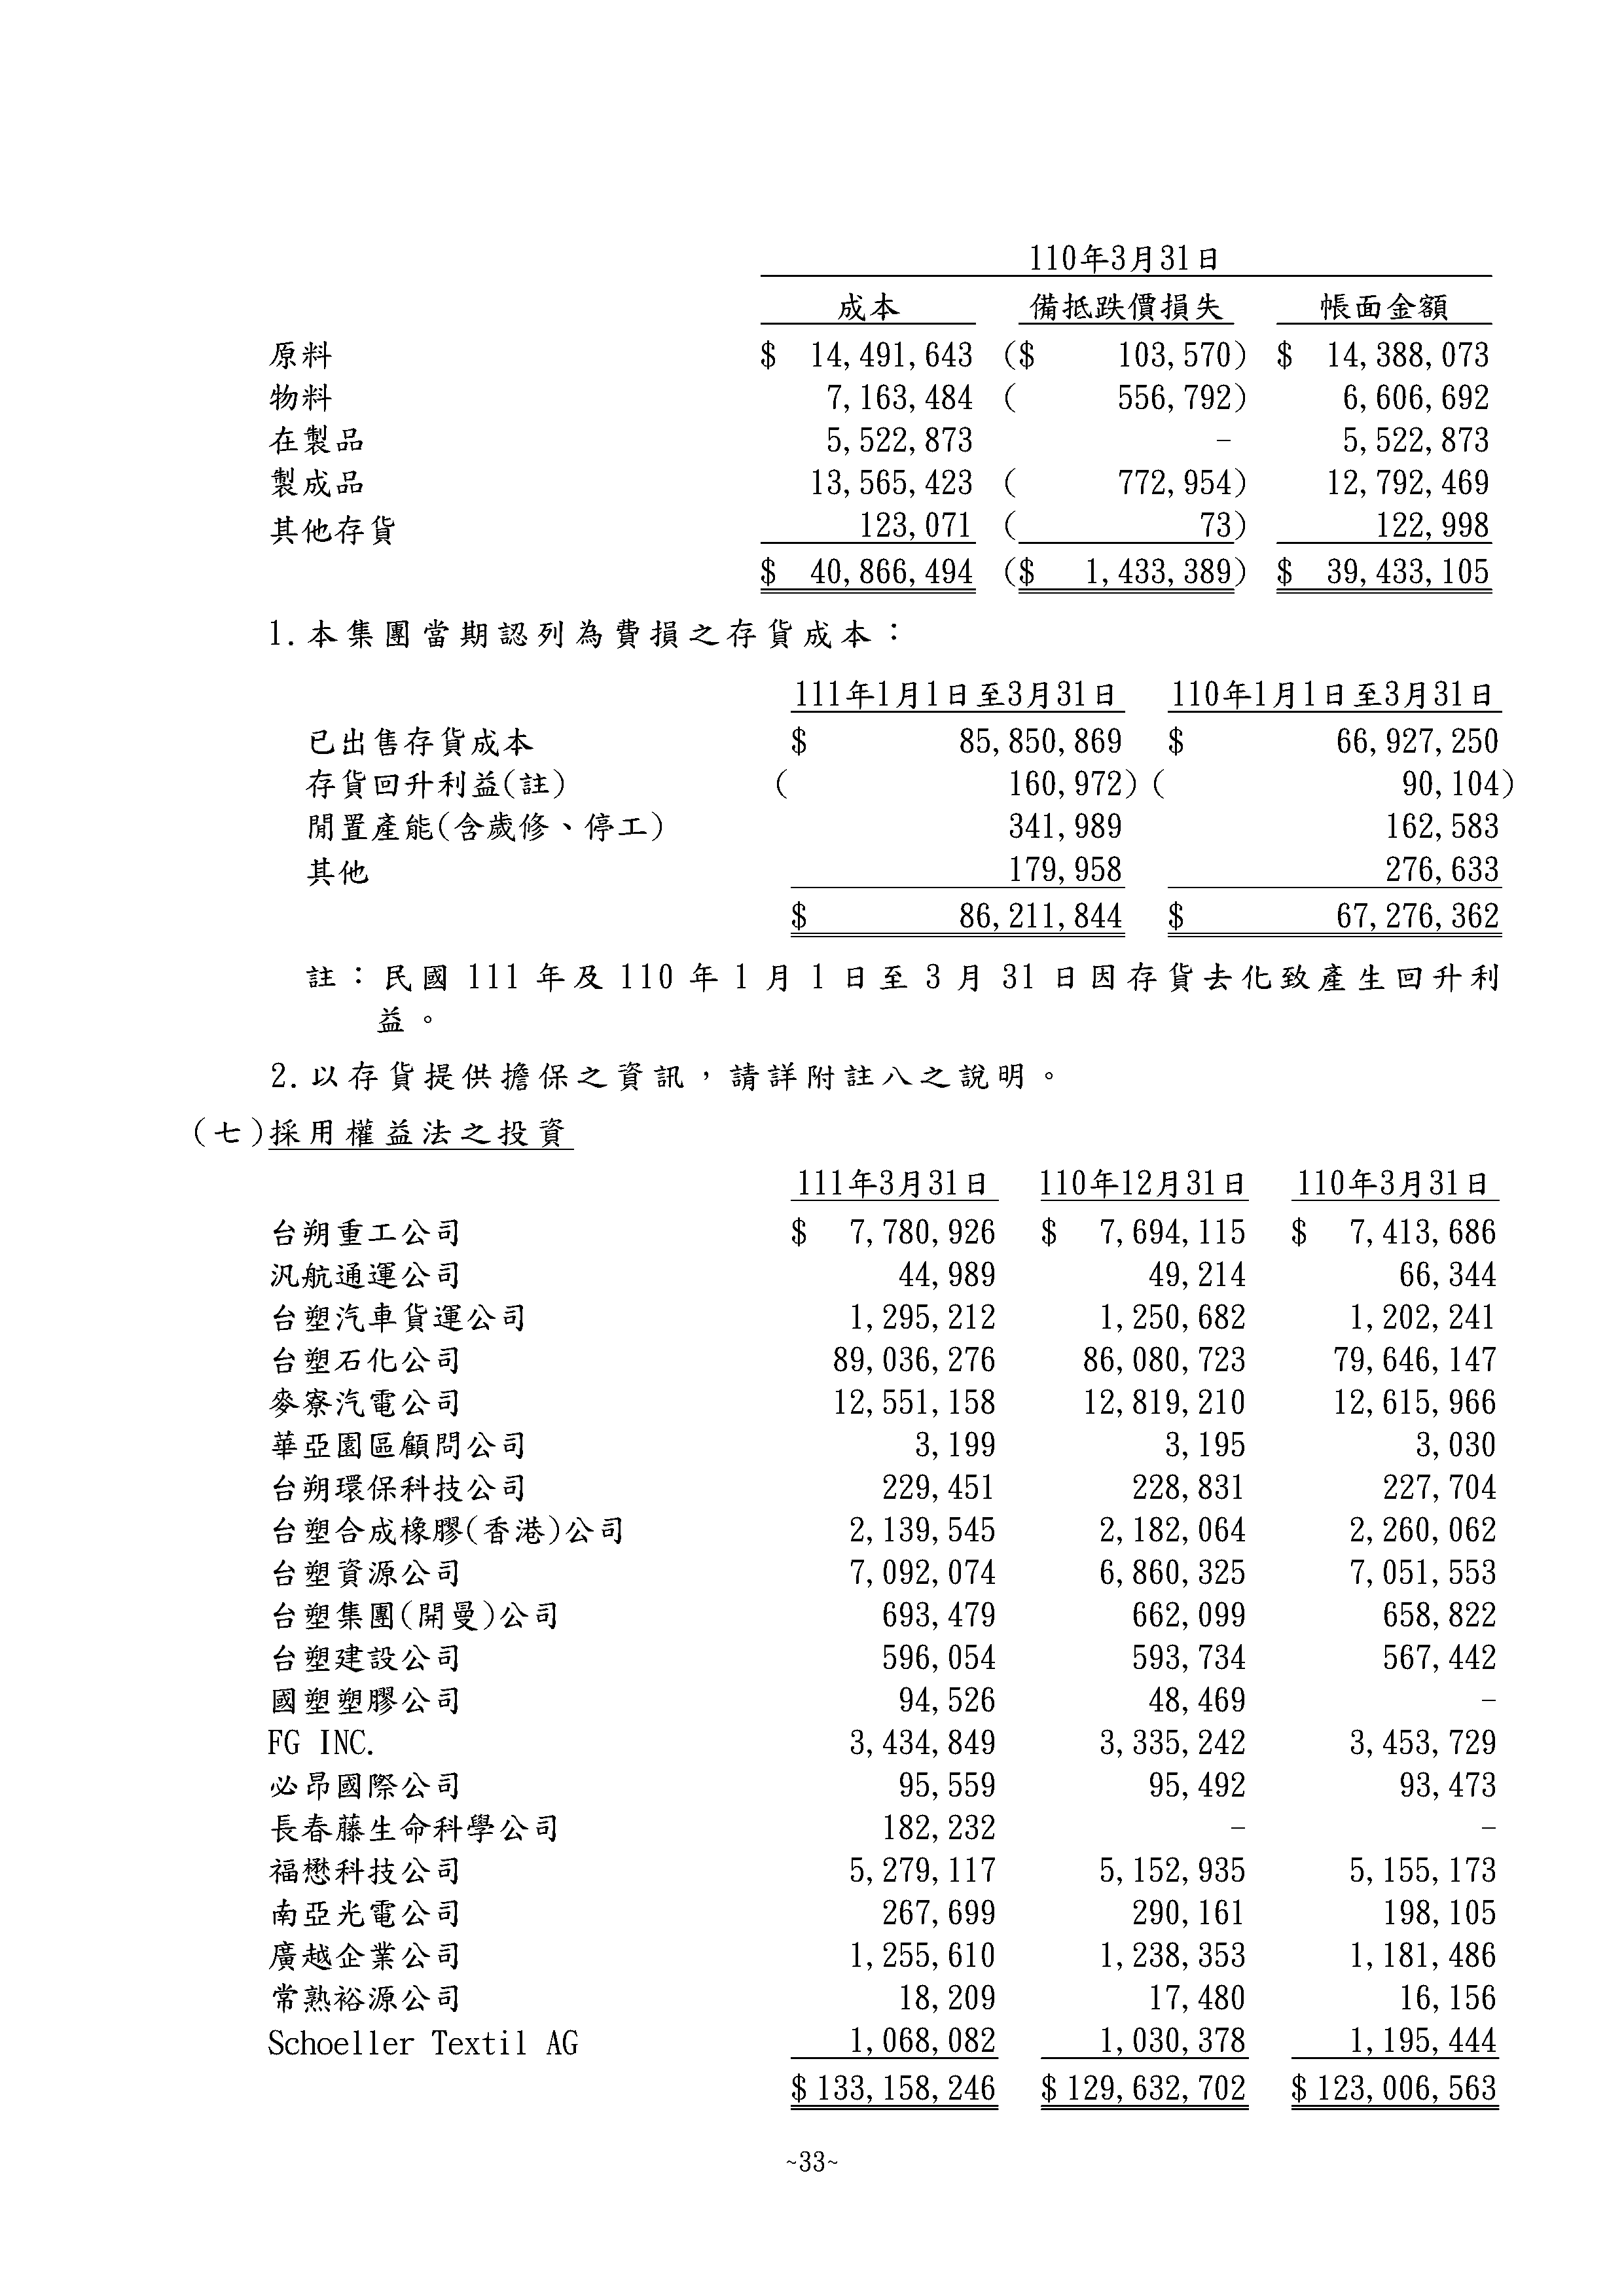 110年3月31日
成本 備抵跌價損失 帳面金額
原料 $ 14,491,643 ($ 103,570) $ 14,388,073
物料 7,163,484 ( 556,792) 6,606,692
在製品 5,522,873 - 5,522,873
製成品 13,565,423 ( 772,954) 12,792,469
其他存貨 123,071 ( 73) 122,998
$ 40,866,494 ($ 1,433,389) $ 39,433,105
1.本集團當期認列為費損之存貨成本：
111年1月1日至3月31日 110年1月1日至3月31日
已出售存貨成本 $ 85,850,869 $ 66,927,250
存貨回升利益(註) ( 160,972) ( 90,104)
閒置產能(含歲修、停工) 341,989 162,583
其他 179,958 276,633
$ 86,211,844 $ 67,276,362
註：民國 111 年及 110 年 1 月 1 日至 3 月 31 日因存貨去化致產生回升利
益。
2.以存貨提供擔保之資訊，請詳附註八之說明。
(七)採用權益法之投資
111年3月31日 110年12月31日 110年3月31日
台朔重工公司 $ 7,780,926 $ 7,694,115 $ 7,413,686
汎航通運公司 44,989 49,214 66,344
台塑汽車貨運公司 1,295,212 1,250,682 1,202,241
台塑石化公司 89,036,276 86,080,723 79,646,147
麥寮汽電公司 12,551,158 12,819,210 12,615,966
華亞園區顧問公司 3,199 3,195 3,030
台朔環保科技公司 229,451 228,831 227,704
台塑合成橡膠(香港)公司 2,139,545 2,182,064 2,260,062
台塑資源公司 7,092,074 6,860,325 7,051,553
台塑集團(開曼)公司 693,479 662,099 658,822
台塑建設公司 596,054 593,734 567,442
國塑塑膠公司 94,526 48,469 -
FG INC. 3,434,849 3,335,242 3,453,729
必昂國際公司 95,559 95,492 93,473
長春藤生命科學公司 182,232 - -
福懋科技公司 5,279,117 5,152,935 5,155,173
南亞光電公司 267,699 290,161 198,105
廣越企業公司 1,255,610 1,238,353 1,181,486
常熟裕源公司 18,209 17,480 16,156
Schoeller Textil AG 1,068,082 1,030,378 1,195,444
$ 133,158,246 $ 129,632,702 $ 123,006,563
~33~